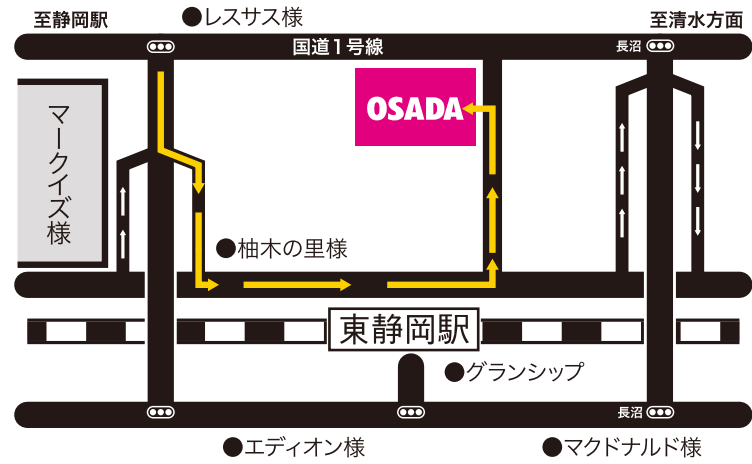 至静岡駅
●レスサス様
至清水方面
国道1号線
長沼
マークイズ様
OSADA
●柚木の里様
東静岡駅
●グランシップ
長沼
●エディオン様
●マクドナルド様